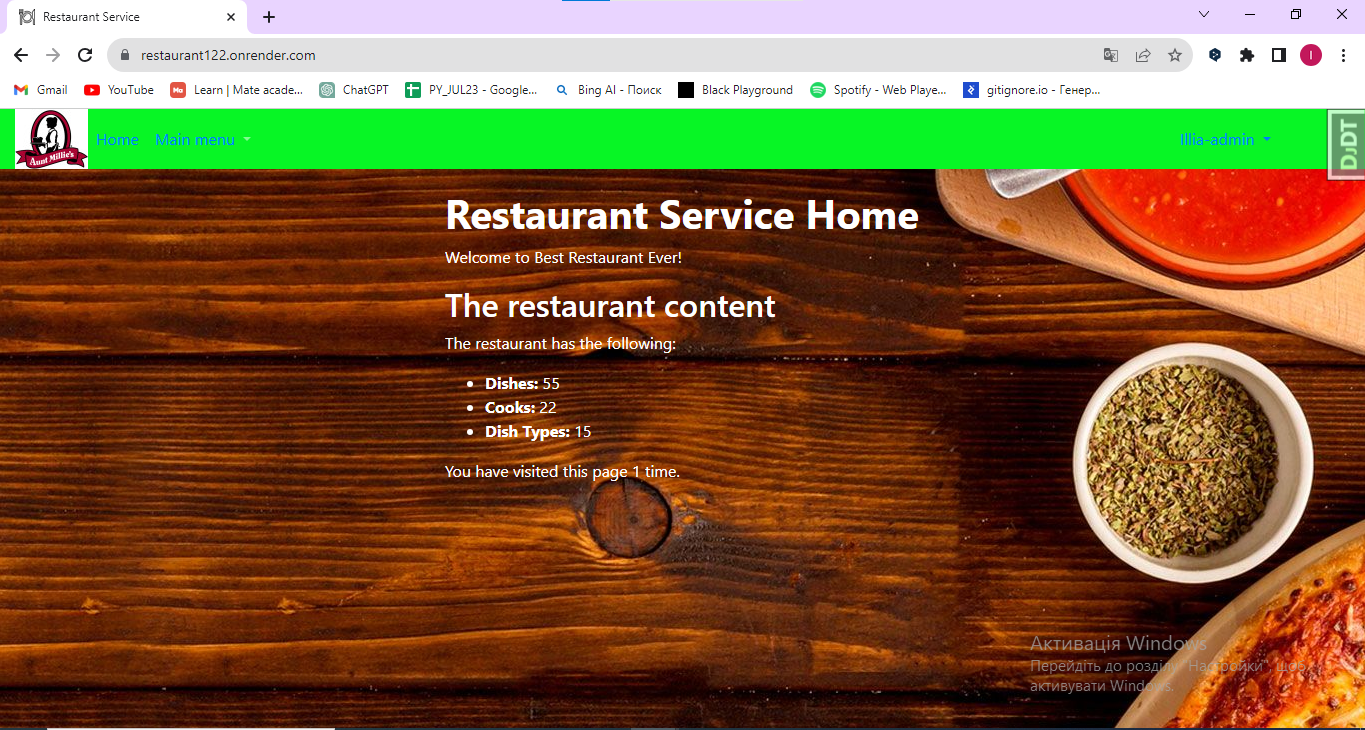 Restaurant Service
restaurant122.onrender.com
I
Gmail
YouTube
Learn | Mate acade...
ChatGPT
PY_JUL23 - Google...
Bing AI - Поиск
Black Playground
Spotify - Web Playe...
gitignore.io - Генер...
Aunt Millie's
Home
Main menu
Illia-admin
DJDT
Restaurant Service Home
Welcome to Best Restaurant Ever!
The restaurant content
The restaurant has the following:
• Dishes: 55
• Cooks: 22
• Dish Types: 15
You have visited this page 1 time.
Активація Windows
Перейдіть до розділу "Настройки", щоб
активувати Windows.